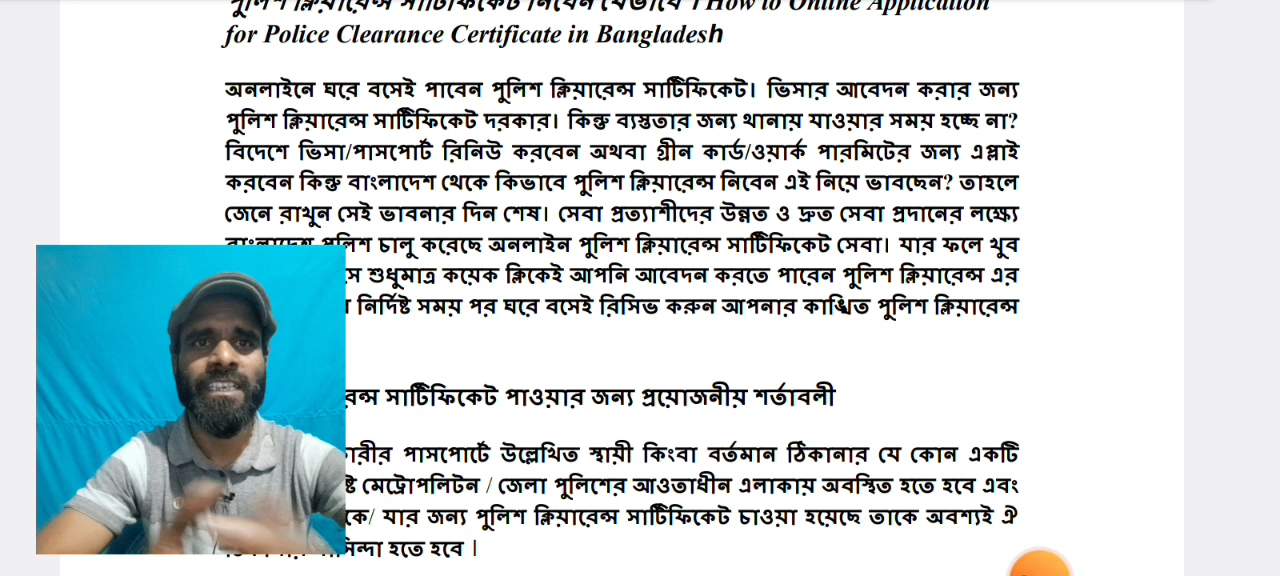 পুলিশ ক্লিয়ারেন্স সার্টিফিকেট নিবেন যেভাবে । How to Online Application
for Police Clearance Certificate in Bangladesh
অনলাইনে ঘরে বসেই পাবেন পুলিশ ক্লিয়ারেন্স সার্টিফিকেট। ভিসার আবেদন করার জন্য
পুলিশ ক্লিয়ারেন্স সার্টিফিকেট দরকার। কিন্তু ব্যস্ততার জন্য থানায় যাওয়ার সময় হচ্ছে না?
বিদেশে ভিসা/পাসপোর্ট রিনিউ করবেন অথবা গ্রীন কার্ড/ওয়ার্ক পারমিটের জন্য এপ্লাই
করবেন কিন্তু বাংলাদেশ থেকে কিভাবে পুলিশ ক্লিয়ারেন্স নিবেন এই নিয়ে ভাবছেন? তাহলে
জেনে রাখুন সেই ভাবনার দিন শেষ। সেবা প্রত্যাশীদের উন্নত ও দ্রুত সেবা প্রদানের লক্ষ্যে
বাংলাদেশ পুলিশ চালু করেছে অনলাইন পুলিশ ক্লিয়ারেন্স সার্টিফিকেট সেবা। যার ফলে খুব
শুধুমাত্র কয়েক ক্লিকেই আপনি আবেদন করতে পারেন পুলিশ ক্লিয়ারেন্স এর
নির্দিষ্ট সময় পর ঘরে বসেই রিসিভ করুন আপনার কাঙ্খিত পুলিশ ক্লিয়ারেন্স
সার্টিফিকেট পাওয়ার জন্য প্রয়োজনীয় শর্তাবলী
পাসপোর্টে উল্লেখিত স্থায়ী কিংবা বর্তমান ঠিকানার যে কোন একটি
মেট্রোপলিটন / জেলা পুলিশের আওতাধীন এলাকায় অবস্থিত হতে হবে এবং
যার জন্য পুলিশ ক্লিয়ারেন্স সার্টিফিকেট চাওয়া হয়েছে তাকে অবশ্যই ঐ
হতে হবে |